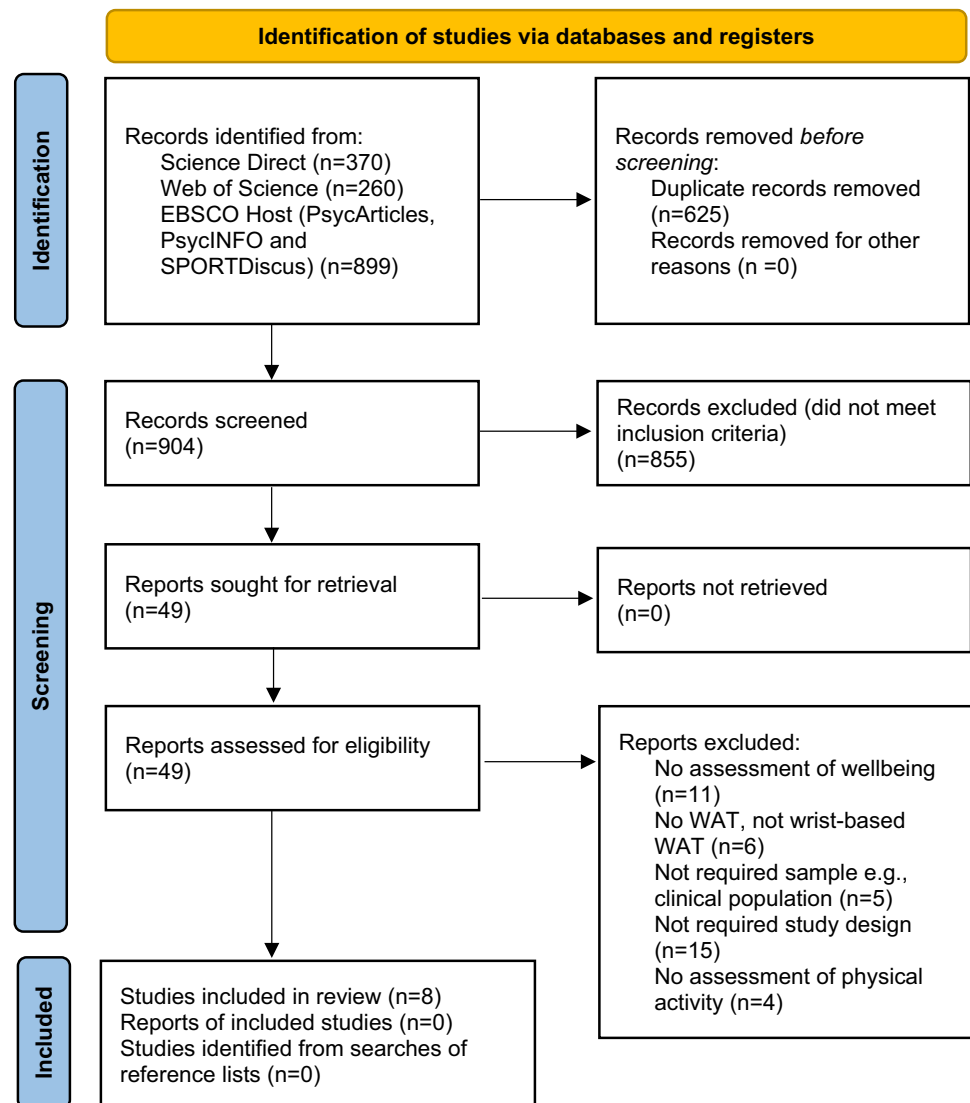 Identification of studies via databases and registers
Identification
Records identified from:
Science Direct (n=370)
Web of Science (n=260)
EBSCO Host (PsycArticles,
PsycINFO and
SPORTDiscus) (n=899)
Records removed before
screening:
Duplicate records removed
(n=625)
Records removed for other
reasons (n =0)
Screening
Records screened
(n=904)
Records excluded (did not meet
inclusion criteria)
(n=855)
Reports sought for retrieval
(n=49)
Reports not retrieved
(n=0)
Reports assessed for eligibility
(n=49)
Reports excluded:
No assessment of wellbeing
(n=11)
No WAT, not wrist-based
WAT (n=6)
Not required sample e.g.,
clinical population (n=5)
Not required study design
(n=15)
No assessment of physical
activity (n=4)
Included
Studies included in review (n=8)
Reports of included studies (n=0)
Studies identified from searches of
reference lists (n=0)